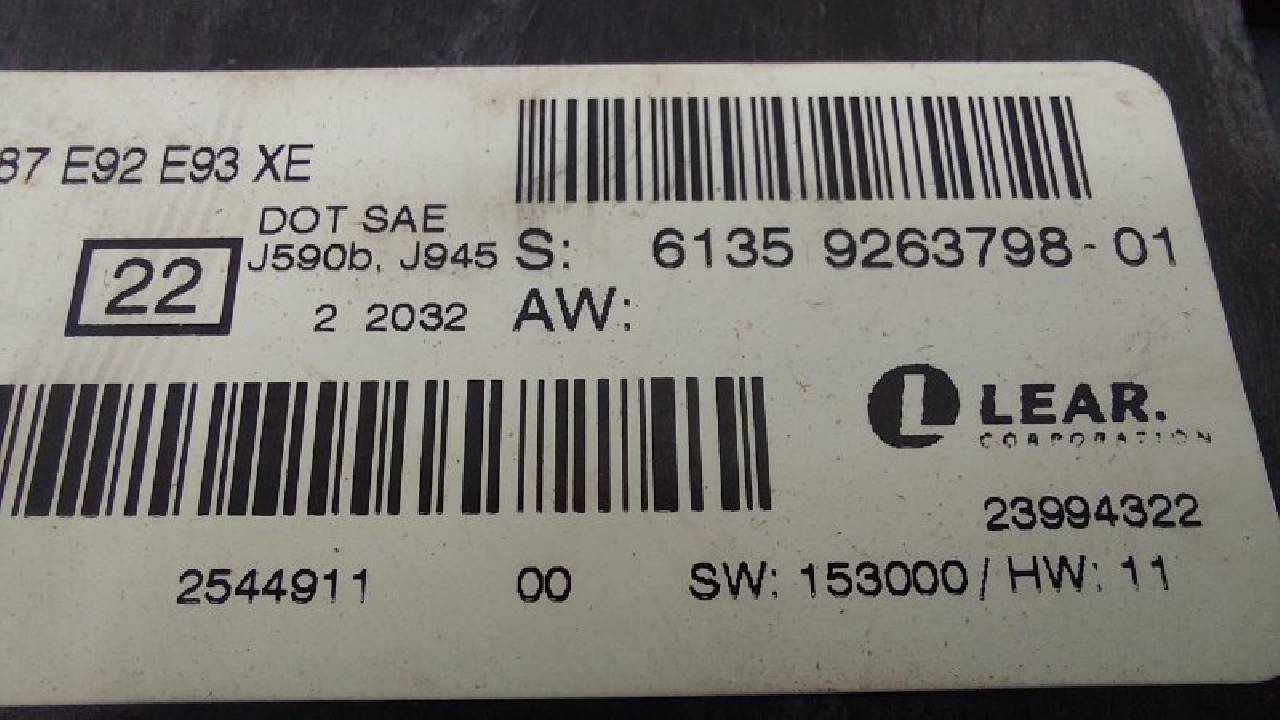 87 E92 E93 XE
DOT SAE
J590b, J945
22
2 2032
S: 6135 9263798-01
AW:
LEAR.
CORPORATION
23994322
2544911 00 SW: 153000 / HW: 11